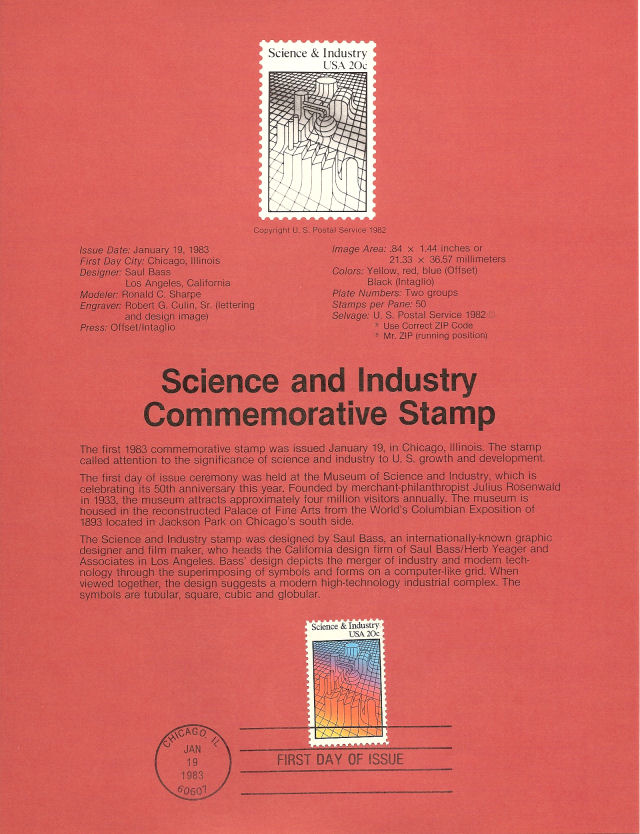 Science & Industry
USA 20c
Copyright U. S. Postal Service 1982
Issue Date: January 19, 1983
First Day City: Chicago, Illinois
Designer: Saul Bass
Los Angeles, California
Modeler: Ronald C. Sharpe
Engraver: Robert G. Culin, Sr. (lettering
and design image)
Press: Offset/Intaglio
Image Area: .84 × 1.44 inches or
21.33 × 36.57 millimeters
Colors: Yellow, red, blue (Offset)
Black (Intaglio)
Plate Numbers: Two groups
Stamps per Pane: 50
Selvage: U. S. Postal Service 1982©
* Use Correct ZIP Code
* Mr. ZIP (running position)
Science and Industry
Commemorative Stamp
The first 1983 commemorative stamp was issued January 19, in Chicago, Illinois. The stamp
called attention to the significance of science and industry to U. S. growth and development.
The first day of issue ceremony was held at the Museum of Science and Industry, which is
celebrating its 50th anniversary this year. Founded by merchant-philanthropist Julius Rosenwald
in 1933, the museum attracts approximately four million visitors annually. The museum is
housed in the reconstructed Palace of Fine Arts from the World's Columbian Exposition of
1893 located in Jackson Park on Chicago's south side.
The Science and Industry stamp was designed by Saul Bass, an internationally-known graphic
designer and film maker, who heads the California design firm of Saul Bass/Herb Yeager and
Associates in Los Angeles. Bass' design depicts the merger of industry and modern tech-
nology through the superimposing of symbols and forms on a computer-like grid. When
viewed together, the design suggests a modern high-technology industrial complex. The
symbols are tubular, square, cubic and globular.
Science & Industry
USA 20c
CHICAGO, IL
JAN
19
1983
60607
FIRST DAY OF ISSUE